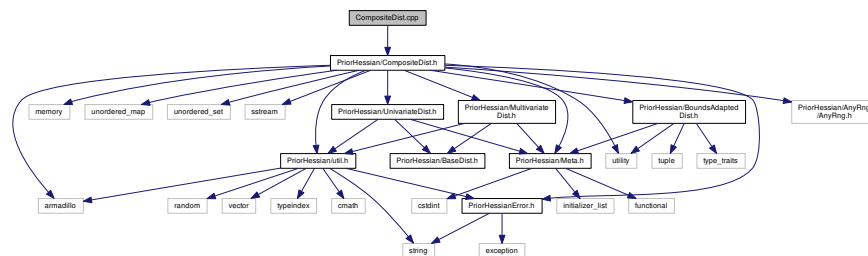 CompositeDist.cpp
PriorHessian/CompositeDist.h
memory
unordered_map
unordered_set
sstream
PriorHessian/UnivariateDist.h
PriorHessian/Multivariate
Dist.h
PriorHessian/BoundsAdapted
Dist.h
PriorHessian/AnyRng
/AnyRng.h
PriorHessian/util.h
PriorHessian/BaseDist.h
PriorHessian/Meta.h
utility
tuple
type_traits
armadillo
random
vector
typeindex
cmath
cstdint
PriorHessianError.h
initializer_list
functional
string
exception